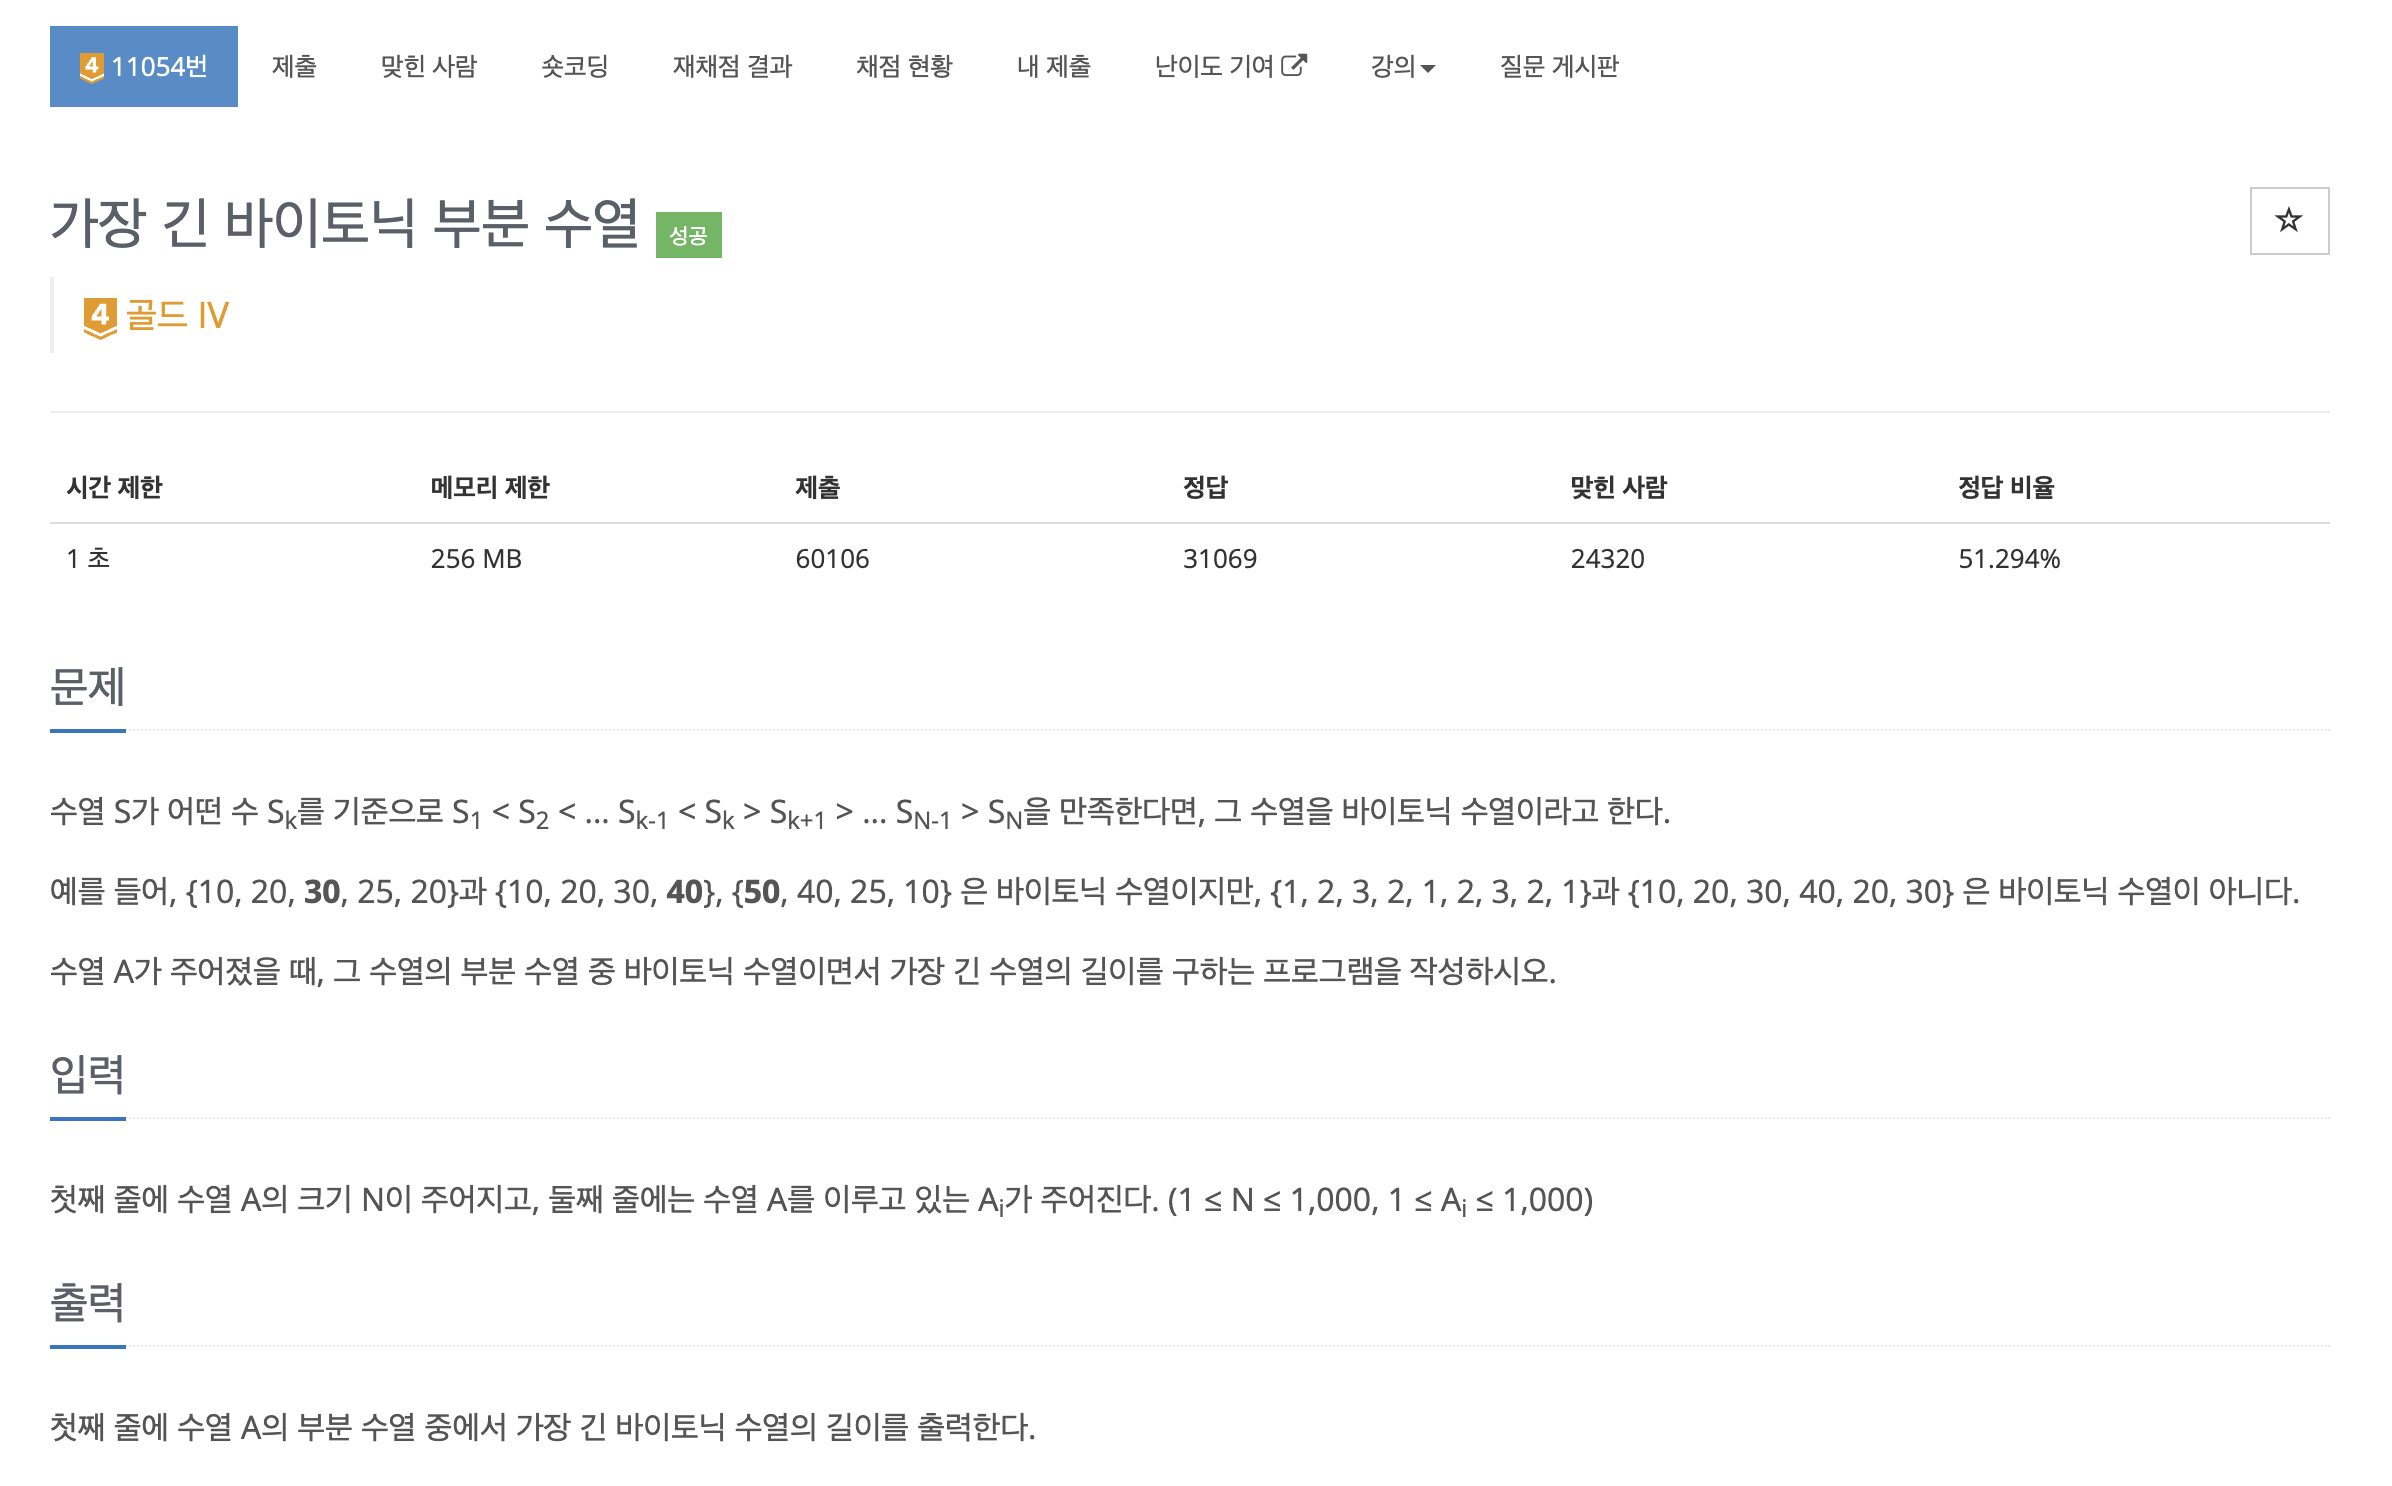 4 11054번 제출 맞힌 사람 숏코딩 재채점 결과 채점 현황 내 제출 난이도 기여 강의 질문 게시판
가장 긴 바이토닉 부분 수열 성공
4 골드 IV
시간 제한 메모리 제한 제출 정답 맞힌 사람 정답 비율
1 초 256 MB 60106 31069 24320 51.294%
문제
수열 S가 어떤 수 Sk를 기준으로 S1 < S2 < ... Sk-1 < Sk > Sk+1 > ... SN-1 > SN을 만족한다면, 그 수열을 바이토닉 수열이라고 한다.
예를 들어, {10, 20, 30, 25, 20}과 {10, 20, 30, 40}, {50, 40, 25, 10} 은 바이토닉 수열이지만, {1, 2, 3, 2, 1, 2, 3, 2, 1}과 {10, 20, 30, 40, 20, 30} 은 바이토닉 수열이 아니다.
수열 A가 주어졌을 때, 그 수열의 부분 수열 중 바이토닉 수열이면서 가장 긴 수열의 길이를 구하는 프로그램을 작성하시오.
입력
첫째 줄에 수열 A의 크기 N이 주어지고, 둘째 줄에는 수열 A를 이루고 있는 Ai가 주어진다. (1 ≤ N ≤ 1,000, 1 ≤ Ai ≤ 1,000)
출력
첫째 줄에 수열 A의 부분 수열 중에서 가장 긴 바이토닉 수열의 길이를 출력한다.